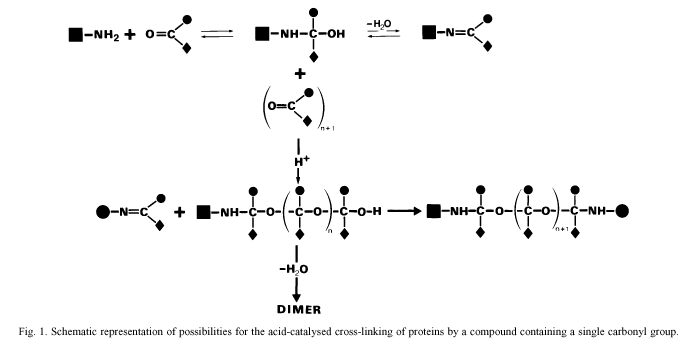 ■-NH₂ + O=C ⇌ ■-NH-C-OH -H₂O ⇌ ■-N=C
+
(O=C)n+1
H⁺
●-N=C + ■-NH-C-O-(-C-O-)n-C-O-H → ■-NH-C-O-(-C-O-)n+1-C-NH-●
-H₂O
DIMER
Fig. 1. Schematic representation of possibilities for the acid-catalysed cross-linking of proteins by a compound containing a single carbonyl group.